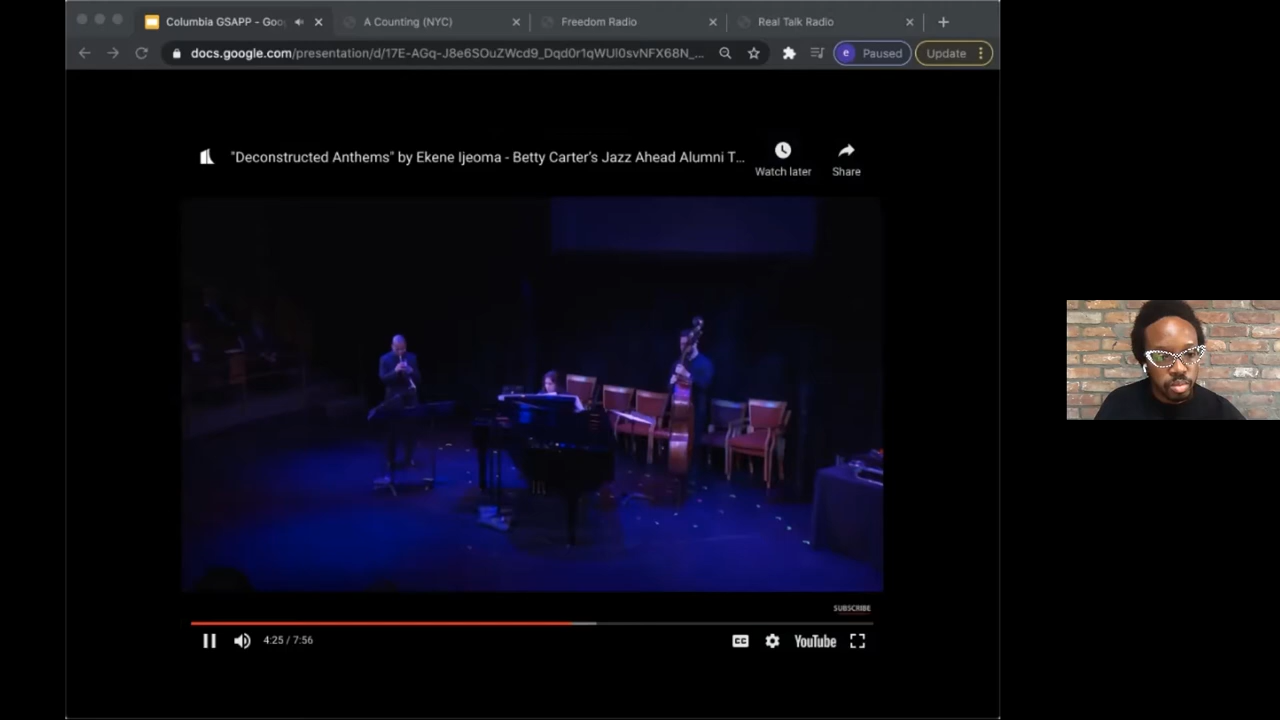 Columbia GSAPP - Goo
A Counting (NYC)
Freedom Radio
Real Talk Radio
docs.google.com/presentation/d/17E-AGq-J8e6SOuZWcd9_Dqd0r1qWUl0svNFX68N_...
e Paused
Update
"Deconstructed Anthems" by Ekene Ijeoma - Betty Carter's Jazz Ahead Alumni T...
Watch later
Share
SUBSCRIBE
4:25 / 7:56
CC
YouTube